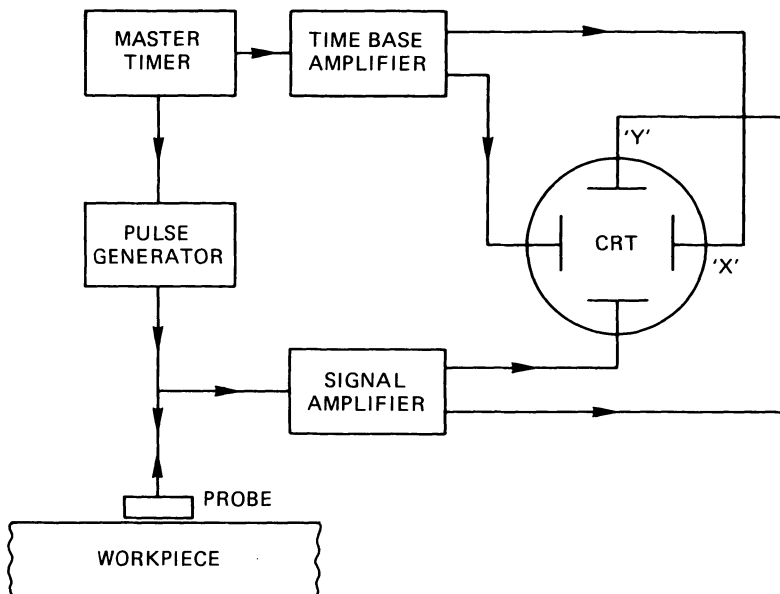 MASTER
TIMER
TIME BASE
AMPLIFIER
'Y'
PULSE
GENERATOR
CRT
'X'
SIGNAL
AMPLIFIER
PROBE
WORKPIECE